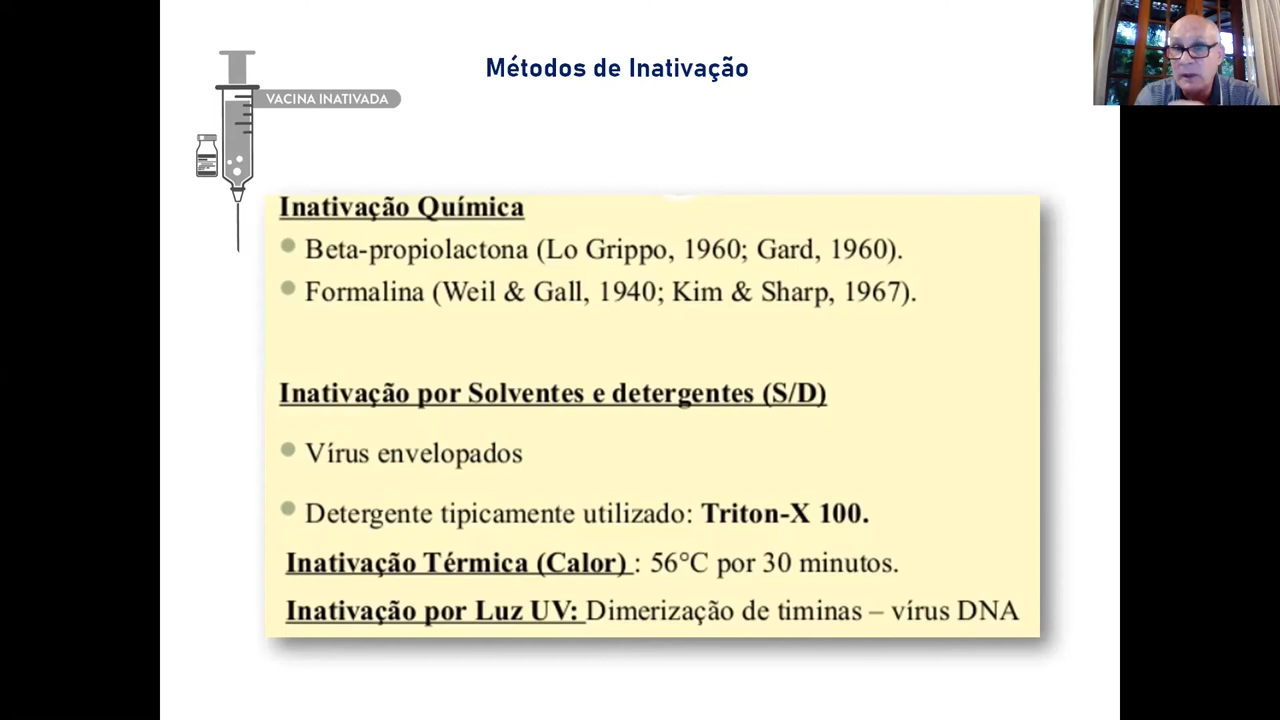 Métodos de Inativação
VACINA INATIVADA
Inativação Química
Beta-propiolactona (Lo Grippo, 1960; Gard, 1960).
Formalina (Weil & Gall, 1940; Kim & Sharp, 1967).
Inativação por Solventes e detergentes (S/D)
Vírus envelopados
Detergente tipicamente utilizado: Triton-X 100.
Inativação Térmica (Calor) : 56°C por 30 minutos.
Inativação por Luz UV: Dimerização de timinas – vírus DNA